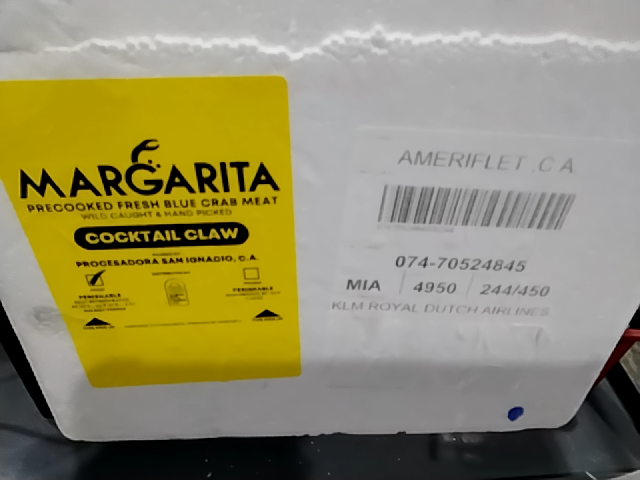 MARGARITA
PRECOOKED FRESH BLUE CRAB MEAT
WILD CAUGHT & HAND PICKED
COCKTAIL CLAW
PROCESADORA SAN IGNACIO, C.A.
PERISHABLE
PERISHABLE
AMERIFLET C A
074-70524845
MIA 4950 244/450
KLM ROYAL DUTCH AIRLINES